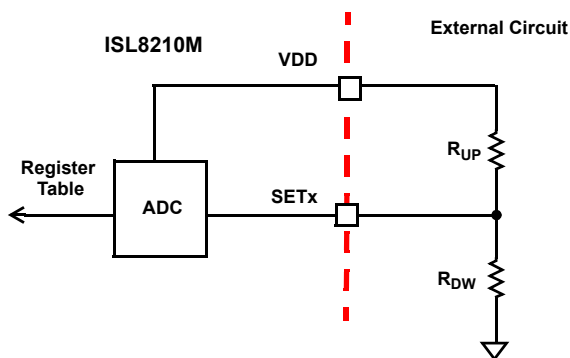 ISL8210M
External Circuit
VDD
RUP
Register
Table
ADC
SETx
RDW